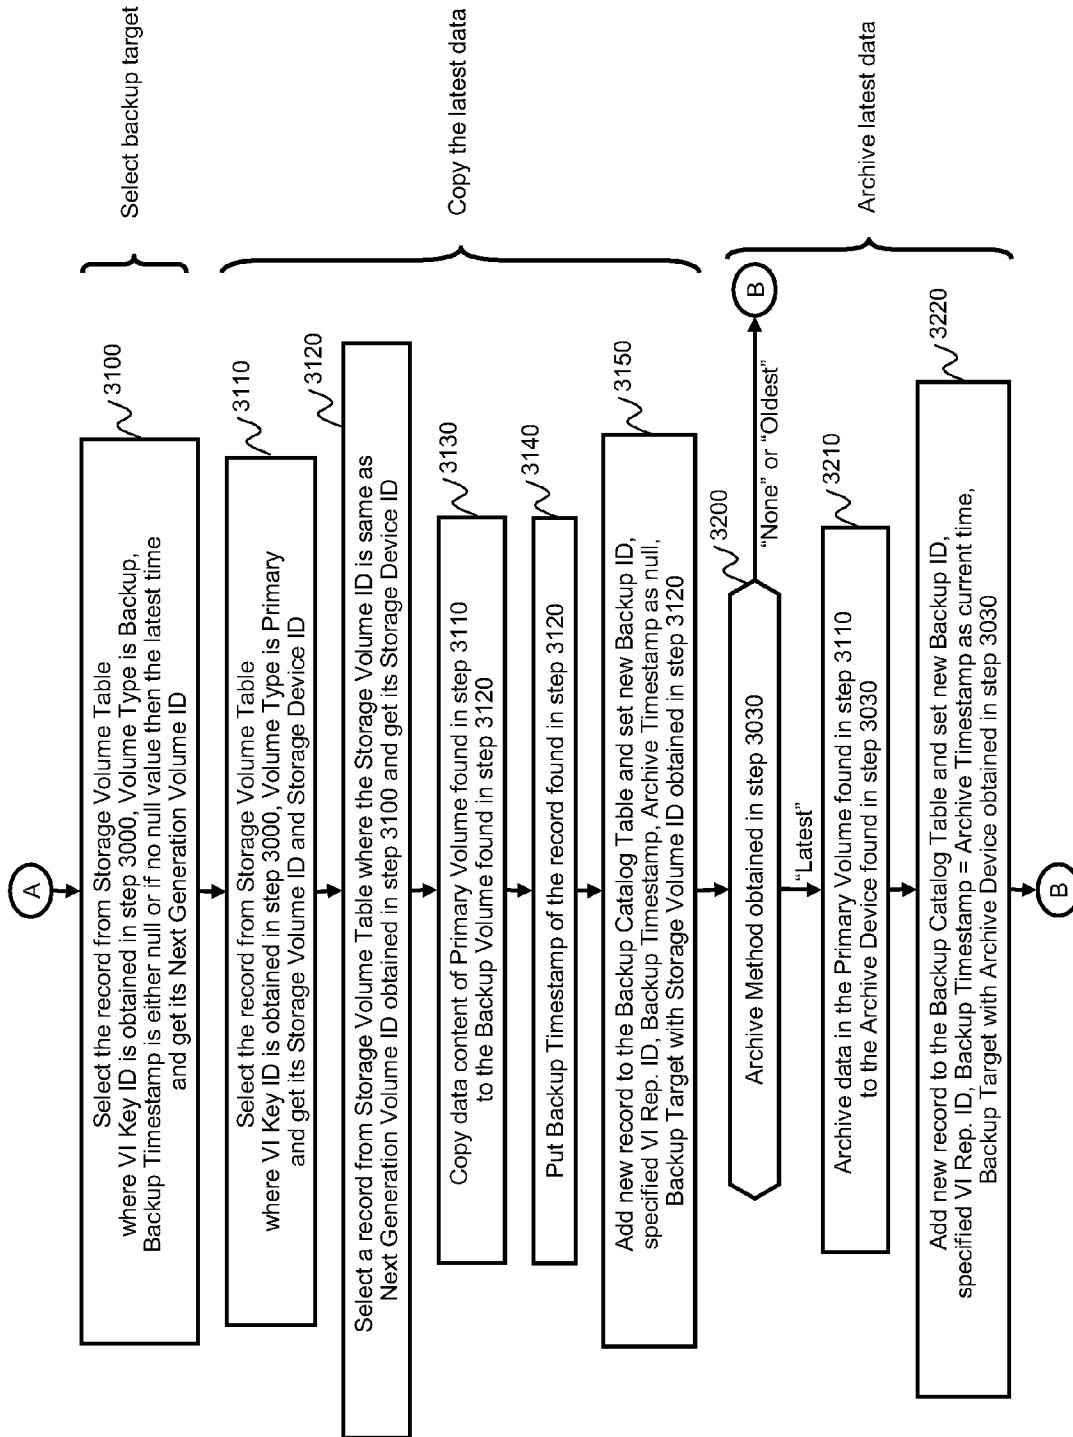 A
Select backup target
3100
Select the record from Storage Volume Table
where VI Key ID is obtained in step 3000, Volume Type is Backup,
Backup Timestamp is either null or if no null value then the latest time
and get its Next Generation Volume ID
Copy the latest data
3110
Select the record from Storage Volume Table
where VI Key ID is obtained in step 3000, Volume Type is Primary
and get its Storage Volume ID and Storage Device ID
3120
Select a record from Storage Volume Table where the Storage Volume ID is same as
Next Generation Volume ID obtained in step 3100 and get its Storage Device ID
3130
Copy data content of Primary Volume found in step 3110
to the Backup Volume found in step 3120
3140
Put Backup Timestamp of the record found in step 3120
3150
Add new record to the Backup Catalog Table and set new Backup ID,
specified VI Rep. ID, Backup Timestamp, Archive Timestamp as null,
Backup Target with Storage Volume ID obtained in step 3120
Archive latest data
3200
Archive Method obtained in step 3030
"None" or "Oldest"
B
"Latest"
3210
Archive data in the Primary Volume found in step 3110
to the Archive Device found in step 3030
3220
Add new record to the Backup Catalog Table and set new Backup ID,
specified VI Rep. ID, Backup Timestamp = Archive Timestamp as current time,
Backup Target with Archive Device obtained in step 3030
B